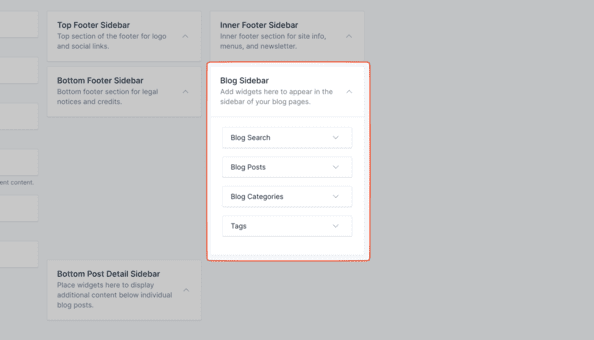 Top Footer Sidebar
Top section of the footer for logo
and social links.
Inner Footer Sidebar
Inner footer section for site info,
menus, and newsletter.
Bottom Footer Sidebar
Bottom footer section for legal
notices and credits.
Blog Sidebar
Add widgets here to appear in the
sidebar of your blog pages.
Blog Search
Blog Posts
Blog Categories
Tags
ent content.
Bottom Post Detail Sidebar
Place widgets here to display
additional content below individual
blog posts.